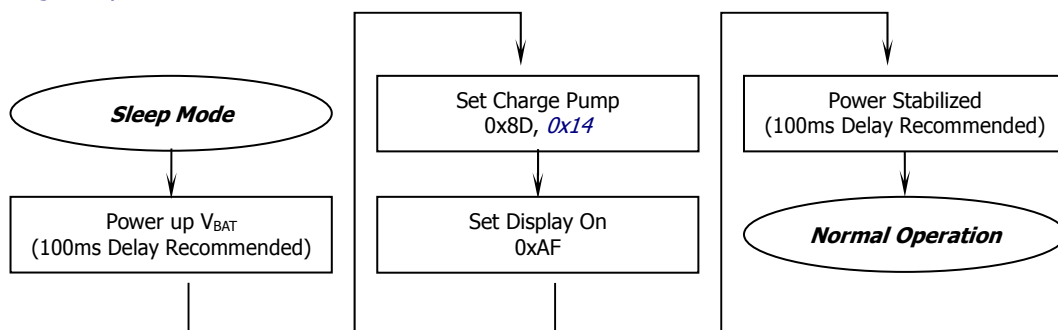 Sleep Mode
Power up VBAT
(100ms Delay Recommended)
Set Charge Pump
0x8D, 0x14
Set Display On
0xAF
Power Stabilized
(100ms Delay Recommended)
Normal Operation